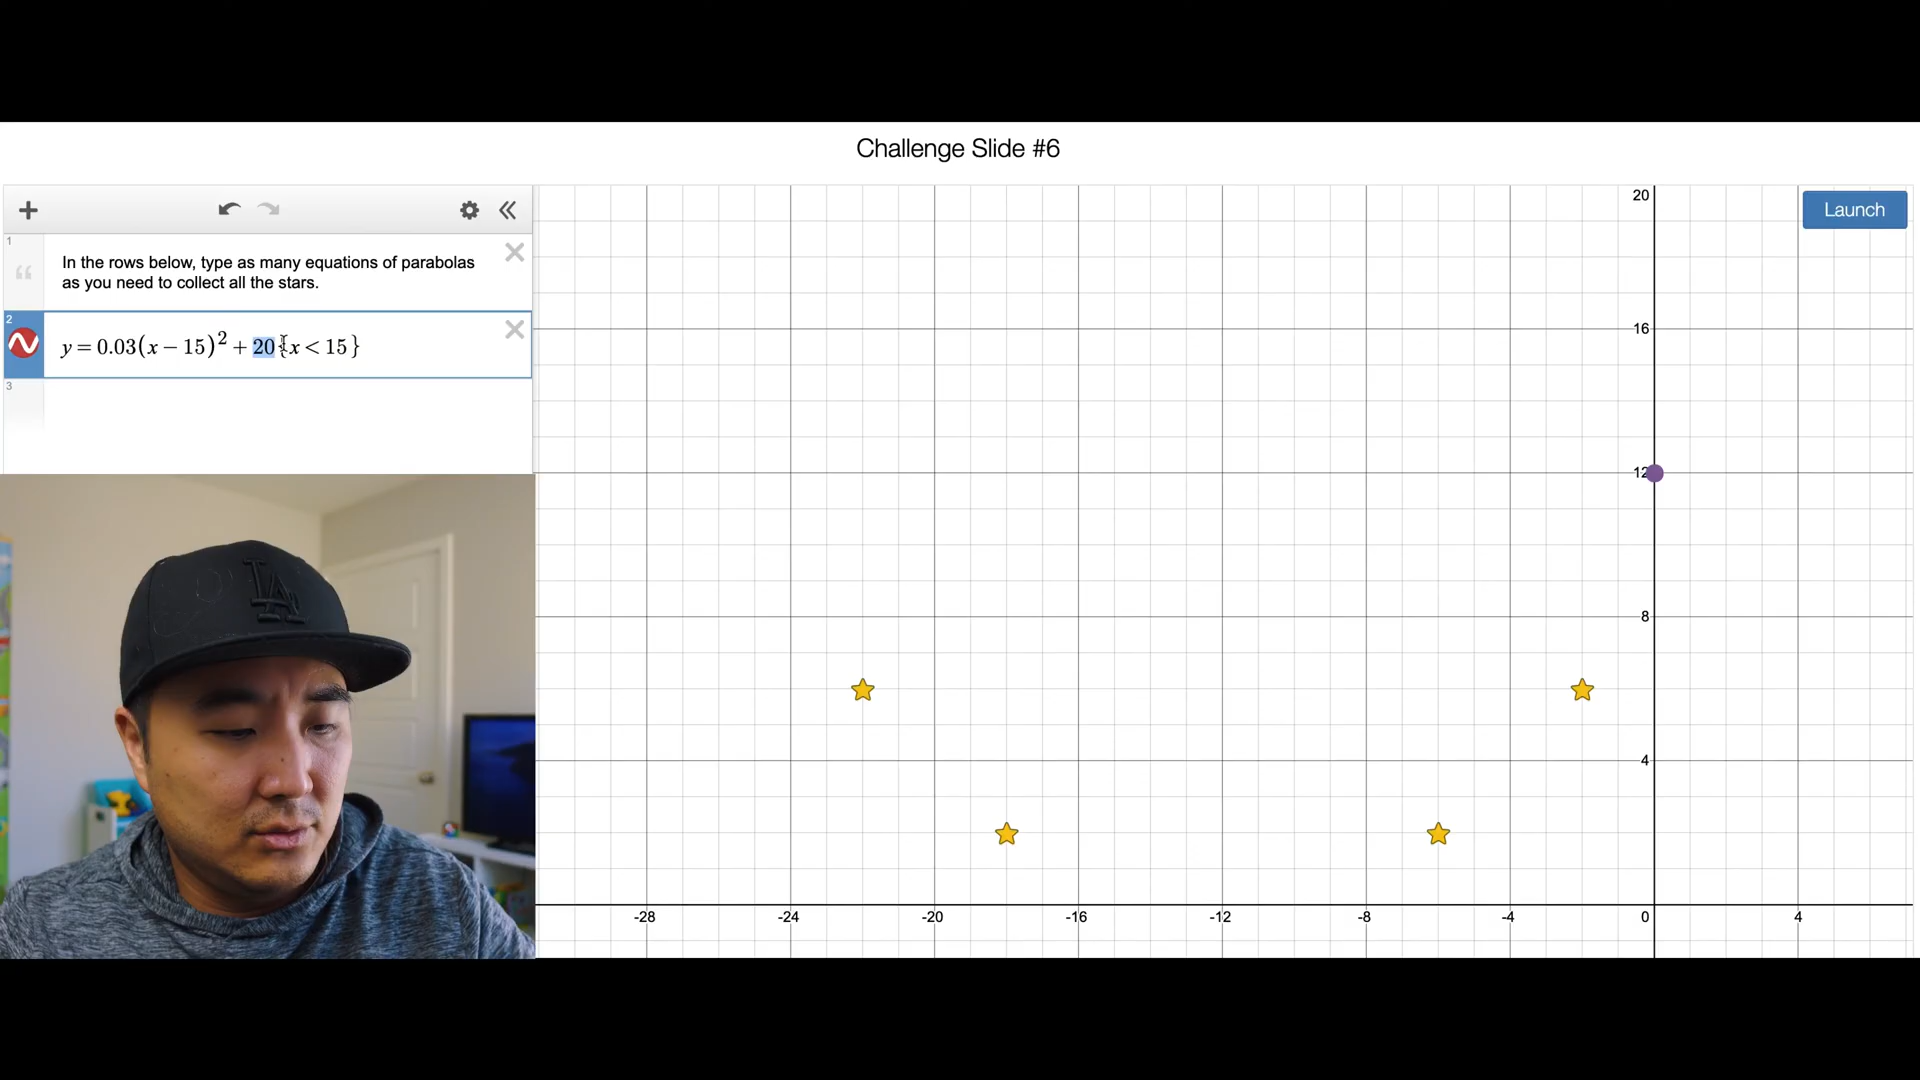 Challenge Slide #6
Launch
1
In the rows below, type as many equations of parabolas
as you need to collect all the stars.
2
y = 0.03(x − 15)² + 20 {x < 15}
3
20
16
12
8
4
-28 -24 -20 -16 -12 -8 -4 0 4
LA